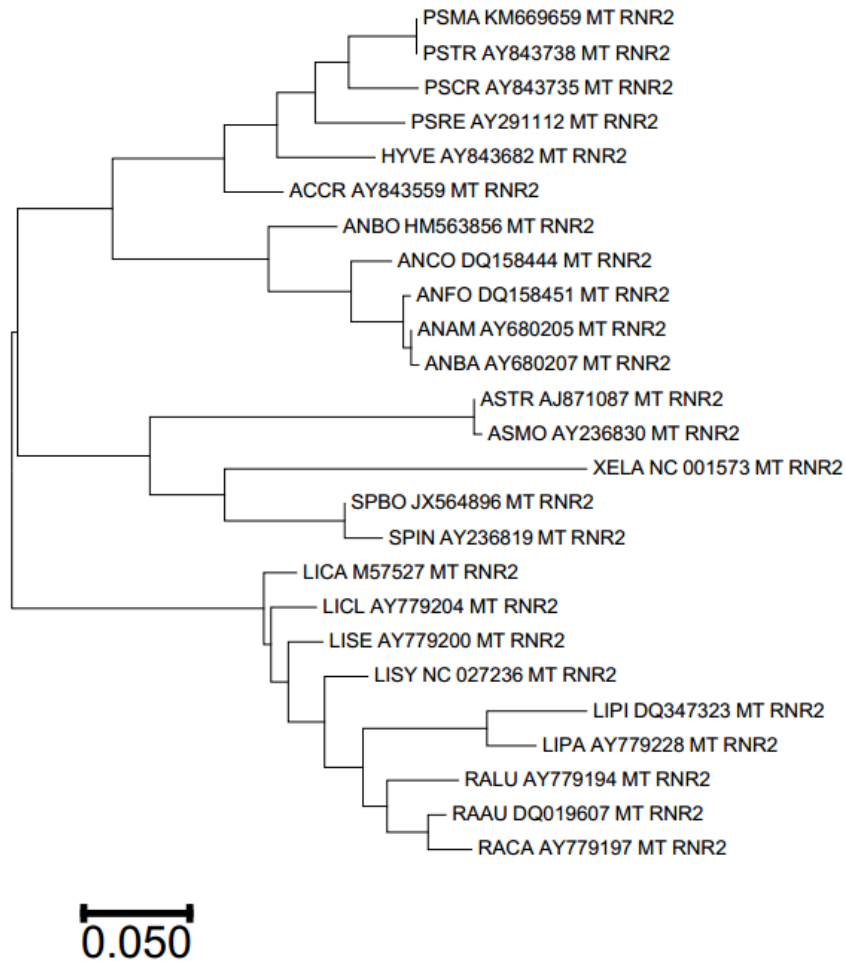 PSMA KM669659 MT RNR2
PSTR AY843738 MT RNR2
PSCR AY843735 MT RNR2
PSRE AY291112 MT RNR2
HYVE AY843682 MT RNR2
ACCR AY843559 MT RNR2
ANBO HM563856 MT RNR2
ANCO DQ158444 MT RNR2
ANFO DQ158451 MT RNR2
ANAM AY680205 MT RNR2
ANBA AY680207 MT RNR2
ASTR AJ871087 MT RNR2
ASMO AY236830 MT RNR2
XELA NC 001573 MT RNR2
SPBO JX564896 MT RNR2
SPIN AY236819 MT RNR2
LICA M57527 MT RNR2
LICL AY779204 MT RNR2
LISE AY779200 MT RNR2
LISY NC 027236 MT RNR2
LIPI DQ347323 MT RNR2
LIPA AY779228 MT RNR2
RALU AY779194 MT RNR2
RAAU DQ019607 MT RNR2
RACA AY779197 MT RNR2
0.050